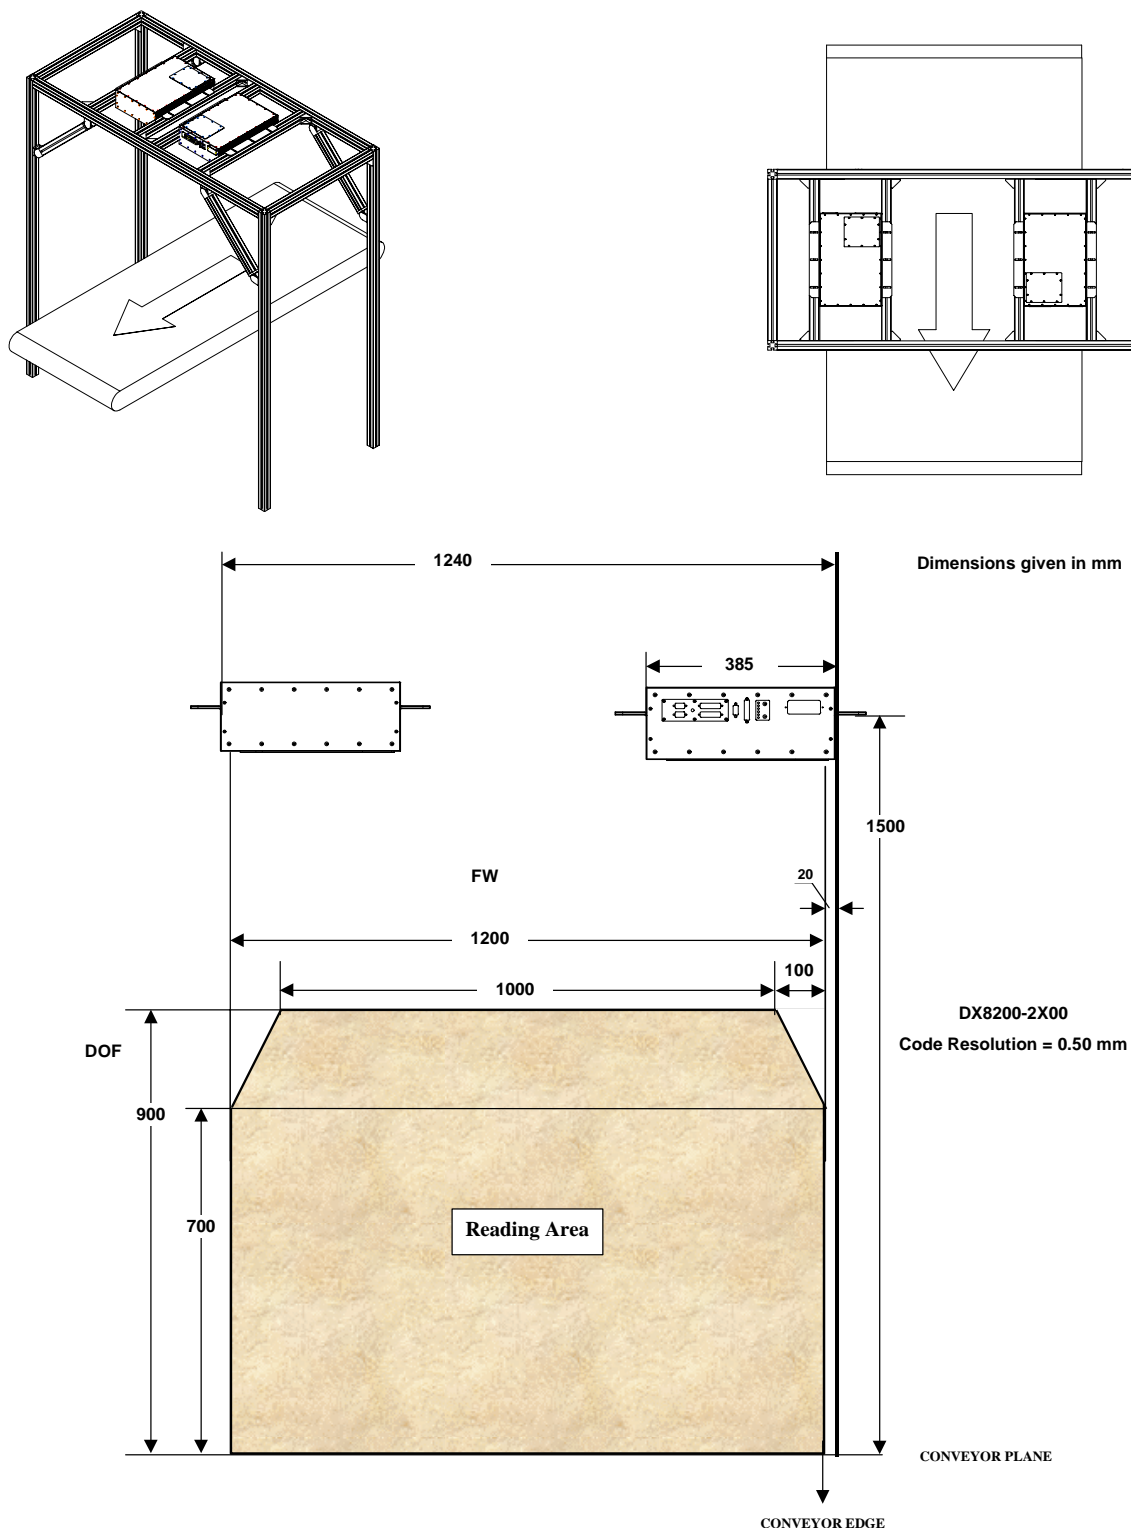 1240
Dimensions given in mm
385
1500
FW
20
1200
100
1000
DX8200-2X00
DOF
Code Resolution = 0.50 mm
900
700
Reading Area
CONVEYOR PLANE
CONVEYOR EDGE